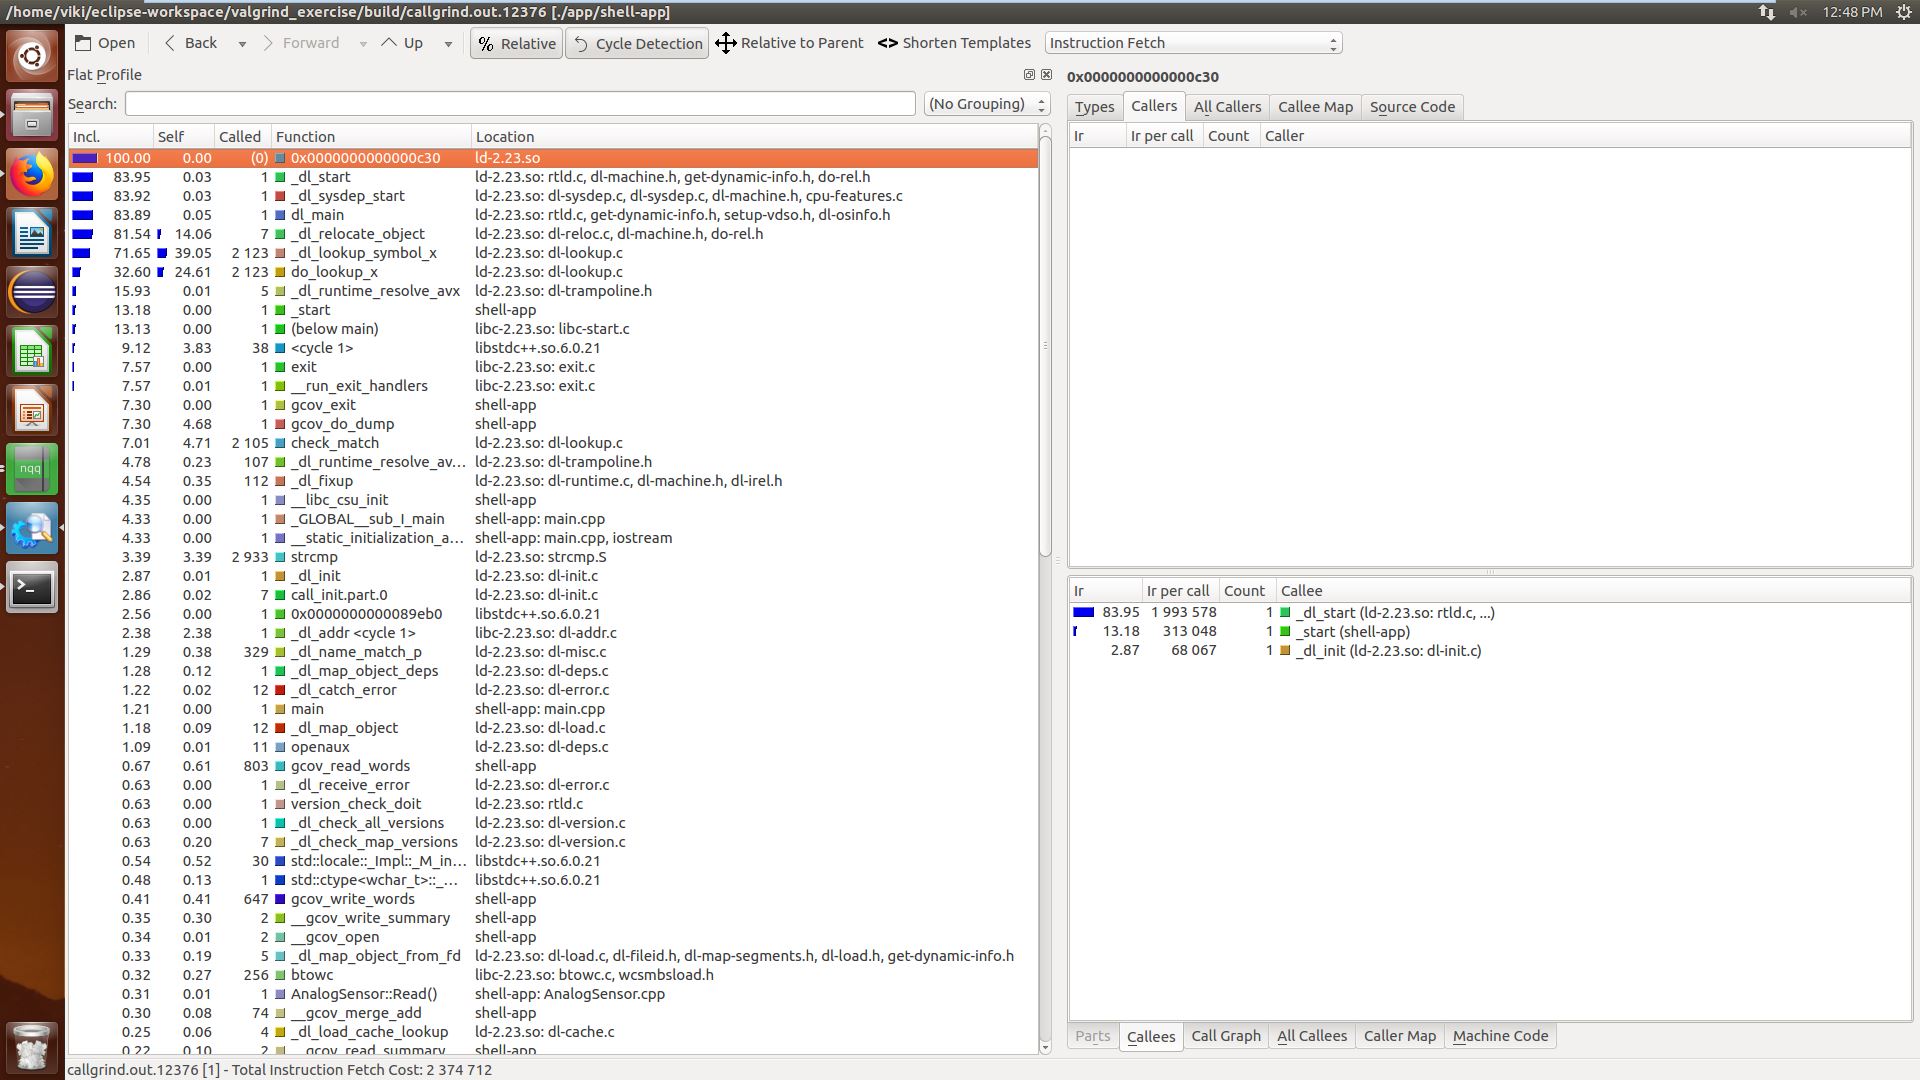 /home/viki/eclipse-workspace/valgrind_exercise/build/callgrind.out.12376 [./app/shell-app]
12:48 PM
Open Back Forward Up % Relative Cycle Detection Relative to Parent <> Shorten Templates Instruction Fetch
Flat Profile
Search: (No Grouping)
Incl. Self Called Function Location
100.00 0.00 (0) 0x0000000000000c30 ld-2.23.so
83.95 0.03 1 _dl_start ld-2.23.so: rtld.c, dl-machine.h, get-dynamic-info.h, do-rel.h
83.92 0.03 1 _dl_sysdep_start ld-2.23.so: dl-sysdep.c, dl-sysdep.c, dl-machine.h, cpu-features.c
83.89 0.05 1 dl_main ld-2.23.so: rtld.c, get-dynamic-info.h, setup-vdso.h, dl-osinfo.h
81.54 14.06 7 _dl_relocate_object ld-2.23.so: dl-reloc.c, dl-machine.h, do-rel.h
71.65 39.05 2 123 _dl_lookup_symbol_x ld-2.23.so: dl-lookup.c
32.60 24.61 2 123 do_lookup_x ld-2.23.so: dl-lookup.c
15.93 0.01 5 _dl_runtime_resolve_avx ld-2.23.so: dl-trampoline.h
13.18 0.00 1 _start shell-app
13.13 0.00 1 (below main) libc-2.23.so: libc-start.c
9.12 3.83 38 <cycle 1> libstdc++.so.6.0.21
7.57 0.00 1 exit libc-2.23.so: exit.c
7.57 0.01 1 __run_exit_handlers libc-2.23.so: exit.c
7.30 0.00 1 gcov_exit shell-app
7.30 4.68 1 gcov_do_dump shell-app
7.01 4.71 2 105 check_match ld-2.23.so: dl-lookup.c
4.78 0.23 107 _dl_runtime_resolve_av... ld-2.23.so: dl-trampoline.h
4.54 0.35 112 _dl_fixup ld-2.23.so: dl-runtime.c, dl-machine.h, dl-irel.h
4.35 0.00 1 __libc_csu_init shell-app
4.33 0.00 1 _GLOBAL__sub_I_main shell-app: main.cpp
4.33 0.00 1 __static_initialization_a... shell-app: main.cpp, iostream
3.39 3.39 2 933 strcmp ld-2.23.so: strcmp.S
2.87 0.01 1 _dl_init ld-2.23.so: dl-init.c
2.86 0.02 7 call_init.part.0 ld-2.23.so: dl-init.c
2.56 0.00 1 0x0000000000089eb0 libstdc++.so.6.0.21
2.38 2.38 1 _dl_addr <cycle 1> libc-2.23.so: dl-addr.c
1.29 0.38 329 _dl_name_match_p ld-2.23.so: dl-misc.c
1.28 0.12 1 _dl_map_object_deps ld-2.23.so: dl-deps.c
1.22 0.02 12 _dl_catch_error ld-2.23.so: dl-error.c
1.21 0.00 1 main shell-app: main.cpp
1.18 0.09 12 _dl_map_object ld-2.23.so: dl-load.c
1.09 0.01 11 openaux ld-2.23.so: dl-deps.c
0.67 0.61 803 gcov_read_words shell-app
0.63 0.00 1 _dl_receive_error ld-2.23.so: dl-error.c
0.63 0.00 1 version_check_doit ld-2.23.so: rtld.c
0.63 0.00 1 _dl_check_all_versions ld-2.23.so: dl-version.c
0.63 0.20 7 _dl_check_map_versions ld-2.23.so: dl-version.c
0.54 0.52 30 std::locale::_Impl::_M_in... libstdc++.so.6.0.21
0.48 0.13 1 std::ctype<wchar_t>::_... libstdc++.so.6.0.21
0.41 0.41 647 gcov_write_words shell-app
0.35 0.30 2 __gcov_write_summary shell-app
0.34 0.01 2 __gcov_open shell-app
0.33 0.19 5 _dl_map_object_from_fd ld-2.23.so: dl-load.c, dl-fileid.h, dl-map-segments.h, dl-load.h, get-dynamic-info.h
0.32 0.27 256 btowc libc-2.23.so: btowc.c, wcsmbsload.h
0.31 0.01 1 AnalogSensor::Read() shell-app: AnalogSensor.cpp
0.30 0.08 74 __gcov_merge_add shell-app
0.25 0.06 4 _dl_load_cache_lookup ld-2.23.so: dl-cache.c
0.22 0.10 2 __gcov_read_summary shell-app
nqq
0x0000000000000c30
Types Callers All Callers Callee Map Source Code
Ir Ir per call Count Caller
Ir Ir per call Count Callee
83.95 1 993 578 1 _dl_start (ld-2.23.so: rtld.c, ...)
13.18 313 048 1 _start (shell-app)
2.87 68 067 1 _dl_init (ld-2.23.so: dl-init.c)
Parts Callees Call Graph All Callees Caller Map Machine Code
callgrind.out.12376 [1] - Total Instruction Fetch Cost: 2 374 712